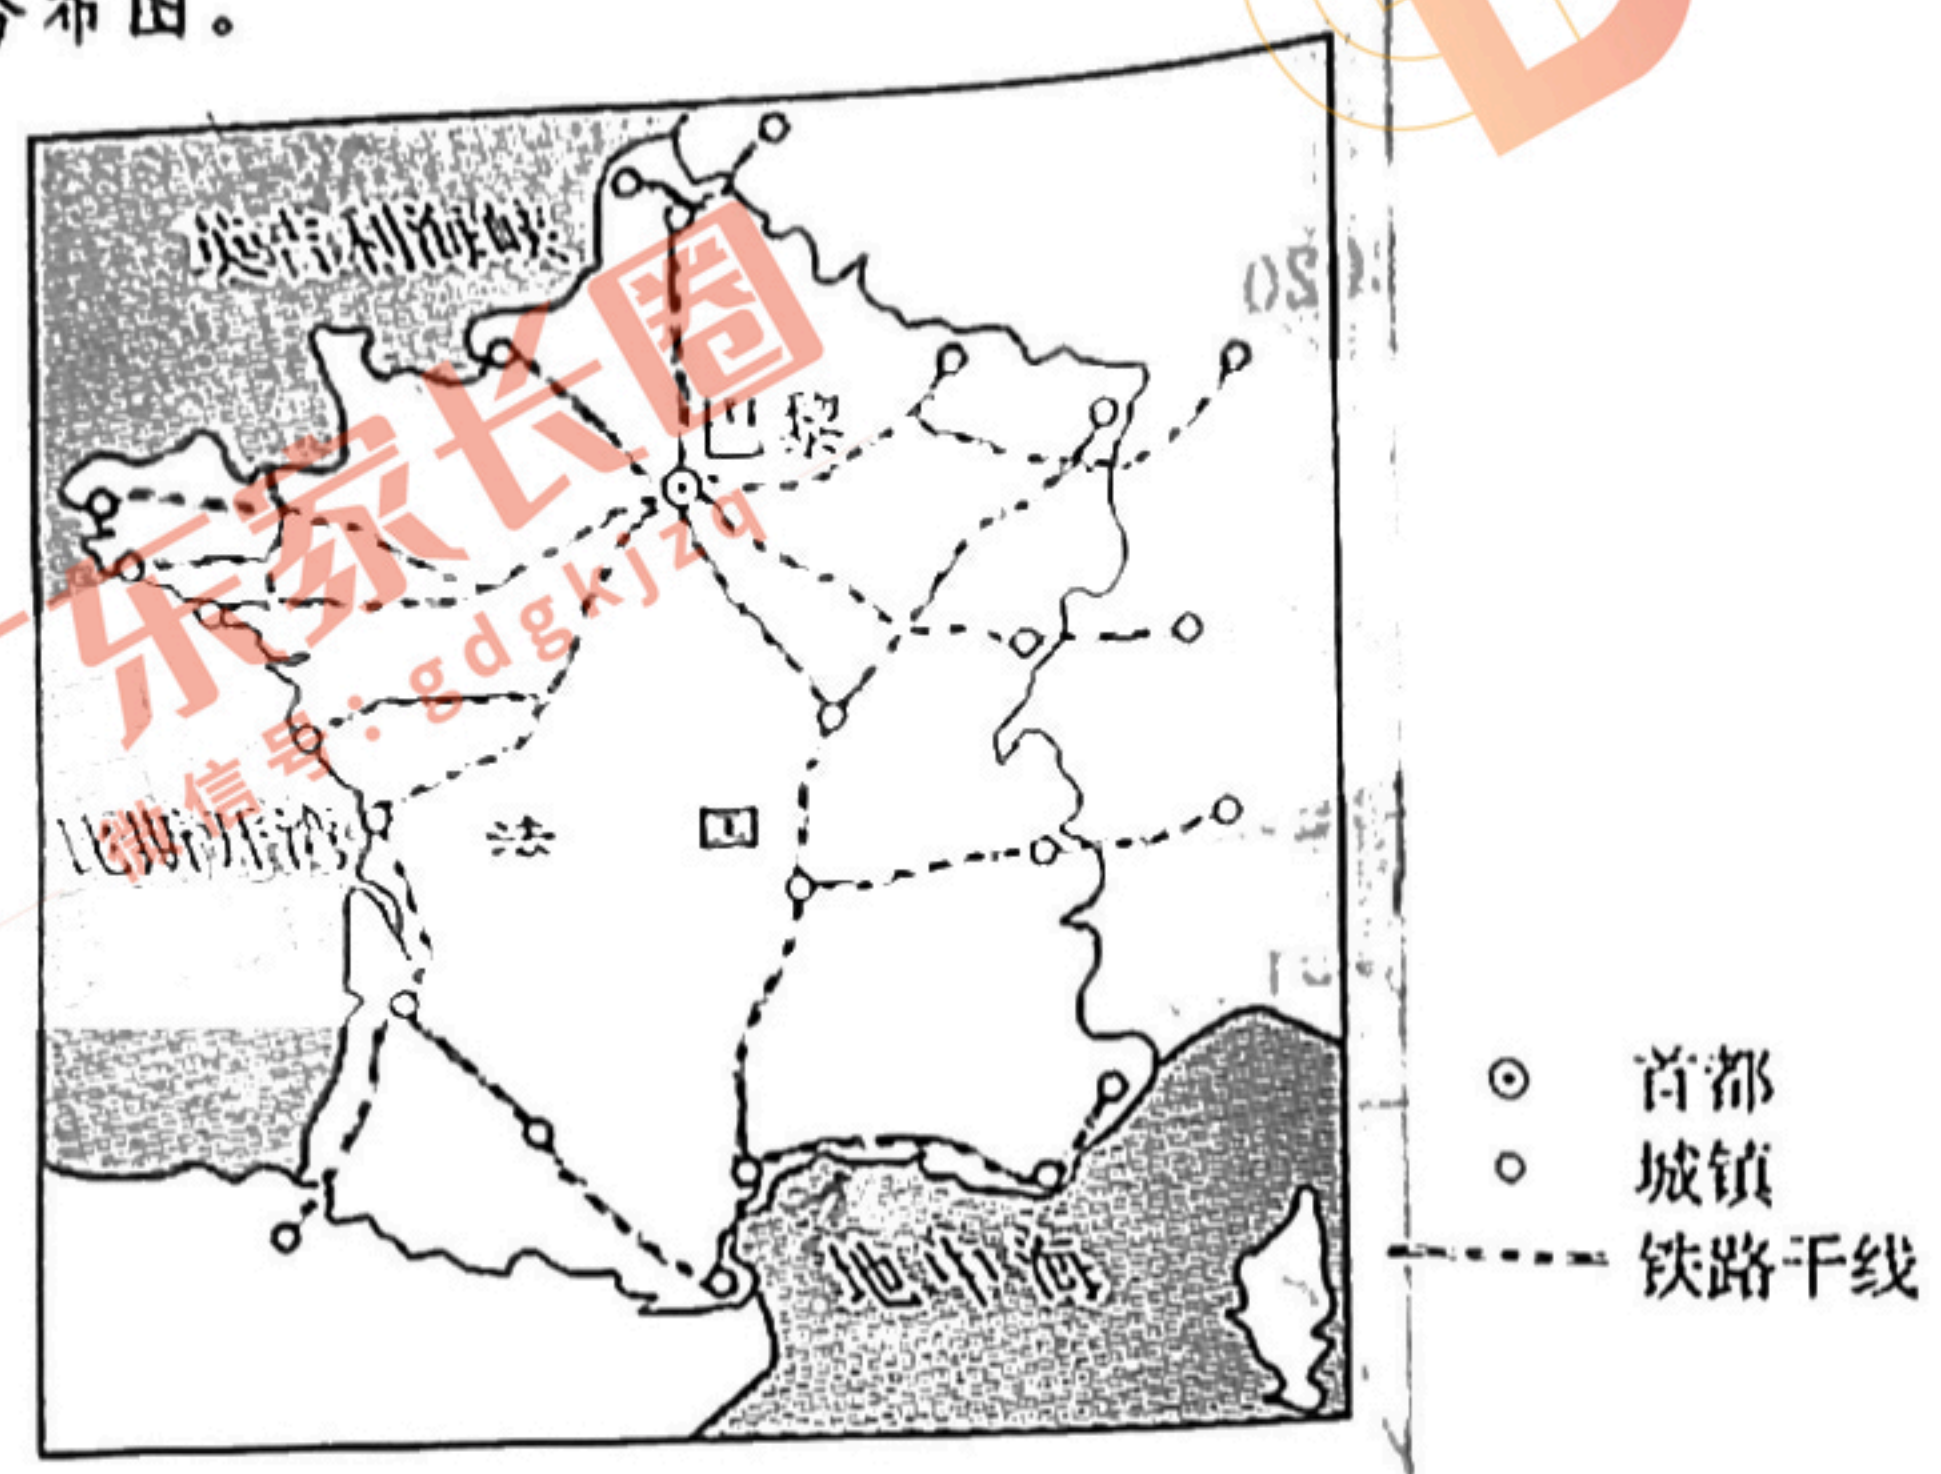 分布图。
英吉利海峡
巴黎
广东家长圈
微信号：gdgkjzq
比斯开湾
法国
地中海
首都
城镇
铁路干线